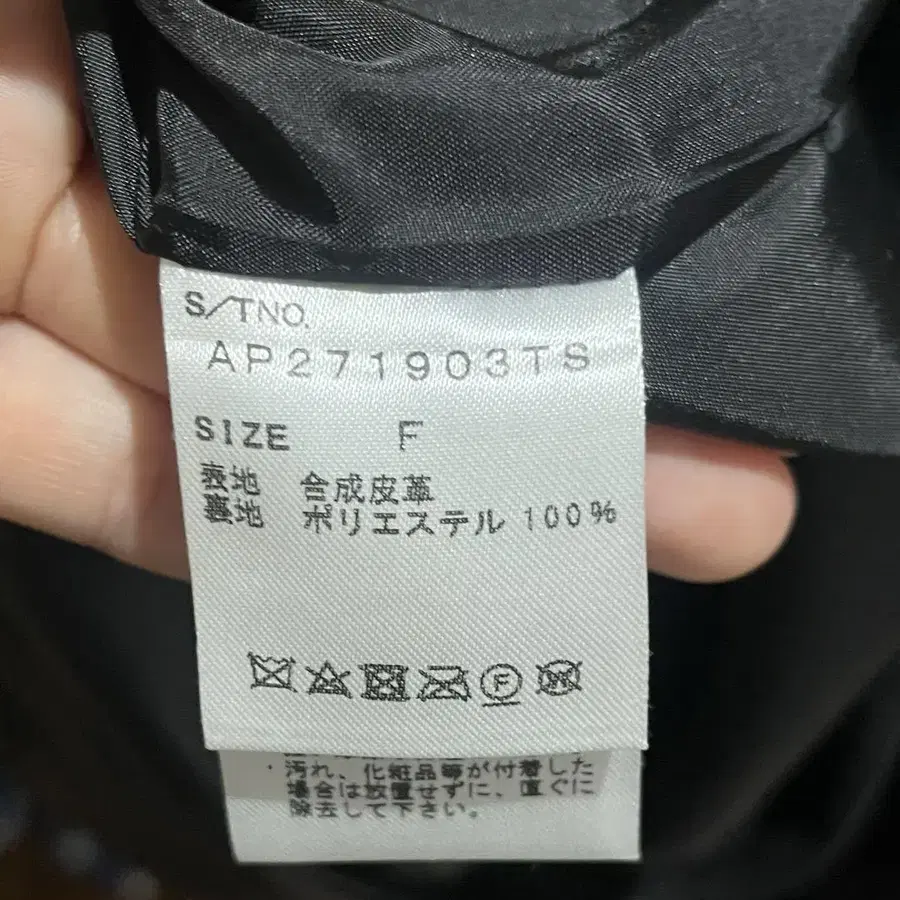 S/TNO.
AP271903TS
SIZE F
表地 合成皮革
裏地 ポリエステル 100%
F
W
・汚れ、化粧品等が付着した
場合は放置せずに、直ぐに
除去して下さい。